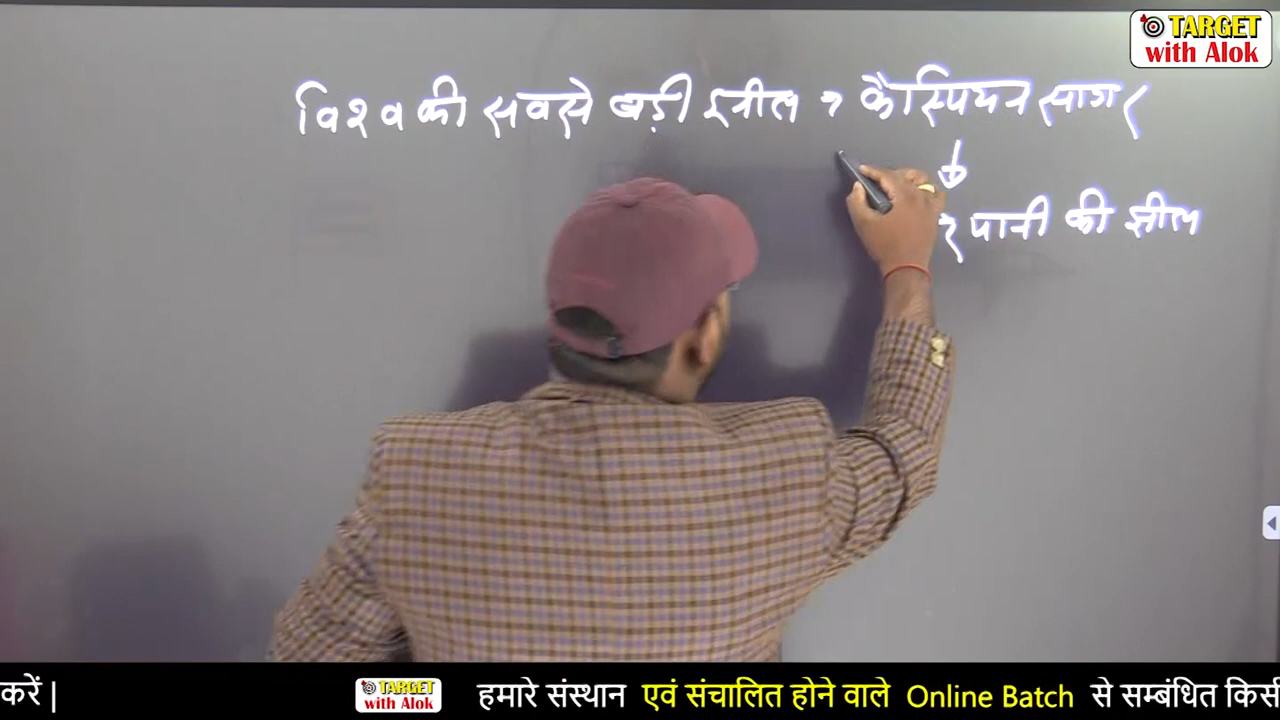 TARGET
with Alok
विश्व की सबसे बड़ी झील → कैस्पियन सागर
↓
पानी की झील
करें |
TARGET
with Alok
हमारे संस्थान एवं संचालित होने वाले Online Batch से सम्बंधित किसी